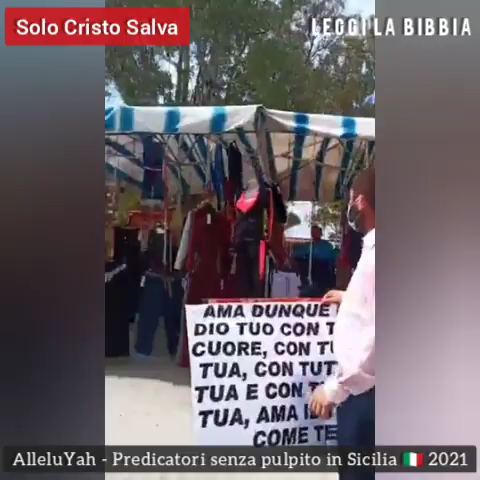 Solo Cristo Salva
LEGGI LA BIBBIA
AMA DUNQUE
DIO TUO CON
CUORE, CON
TUA, CON TUT
TUA E CON
TUA, AMA
COME TE
AlleluYah - Predicatori senza pulpito in Sicilia 🇮🇹 2021